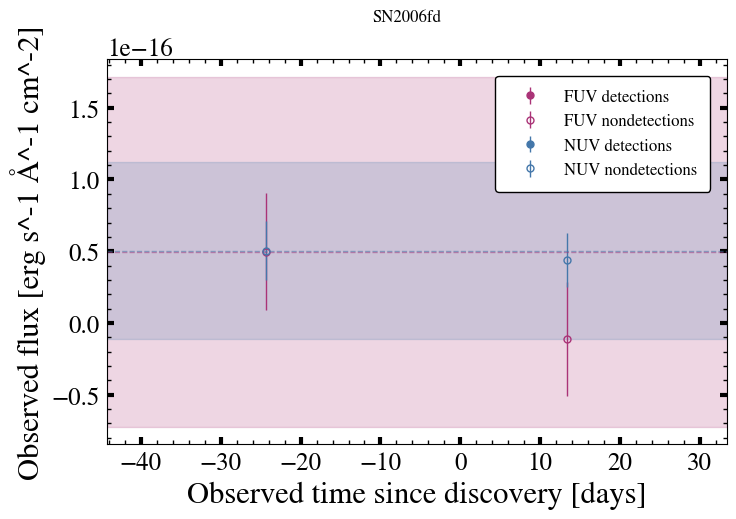 SN2006fd
1e−16
Observed flux [erg s^-1 Å^-1 cm^-2]
1.5
1.0
0.5
0.0
−0.5
FUV detections
FUV nondetections
NUV detections
NUV nondetections
−40 −30 −20 −10 0 10 20 30
Observed time since discovery [days]